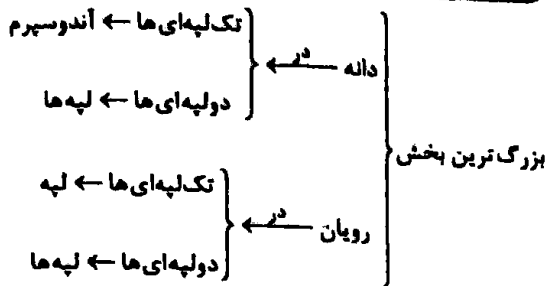 تک‌لپه‌ای‌ها ← آندوسپرم
دانه در ←
دولپه‌ای‌ها ← لپه‌ها
بزرگ‌ترین بخش
تک‌لپه‌ای‌ها ← لپه
رویان در ←
دولپه‌ای‌ها ← لپه‌ها